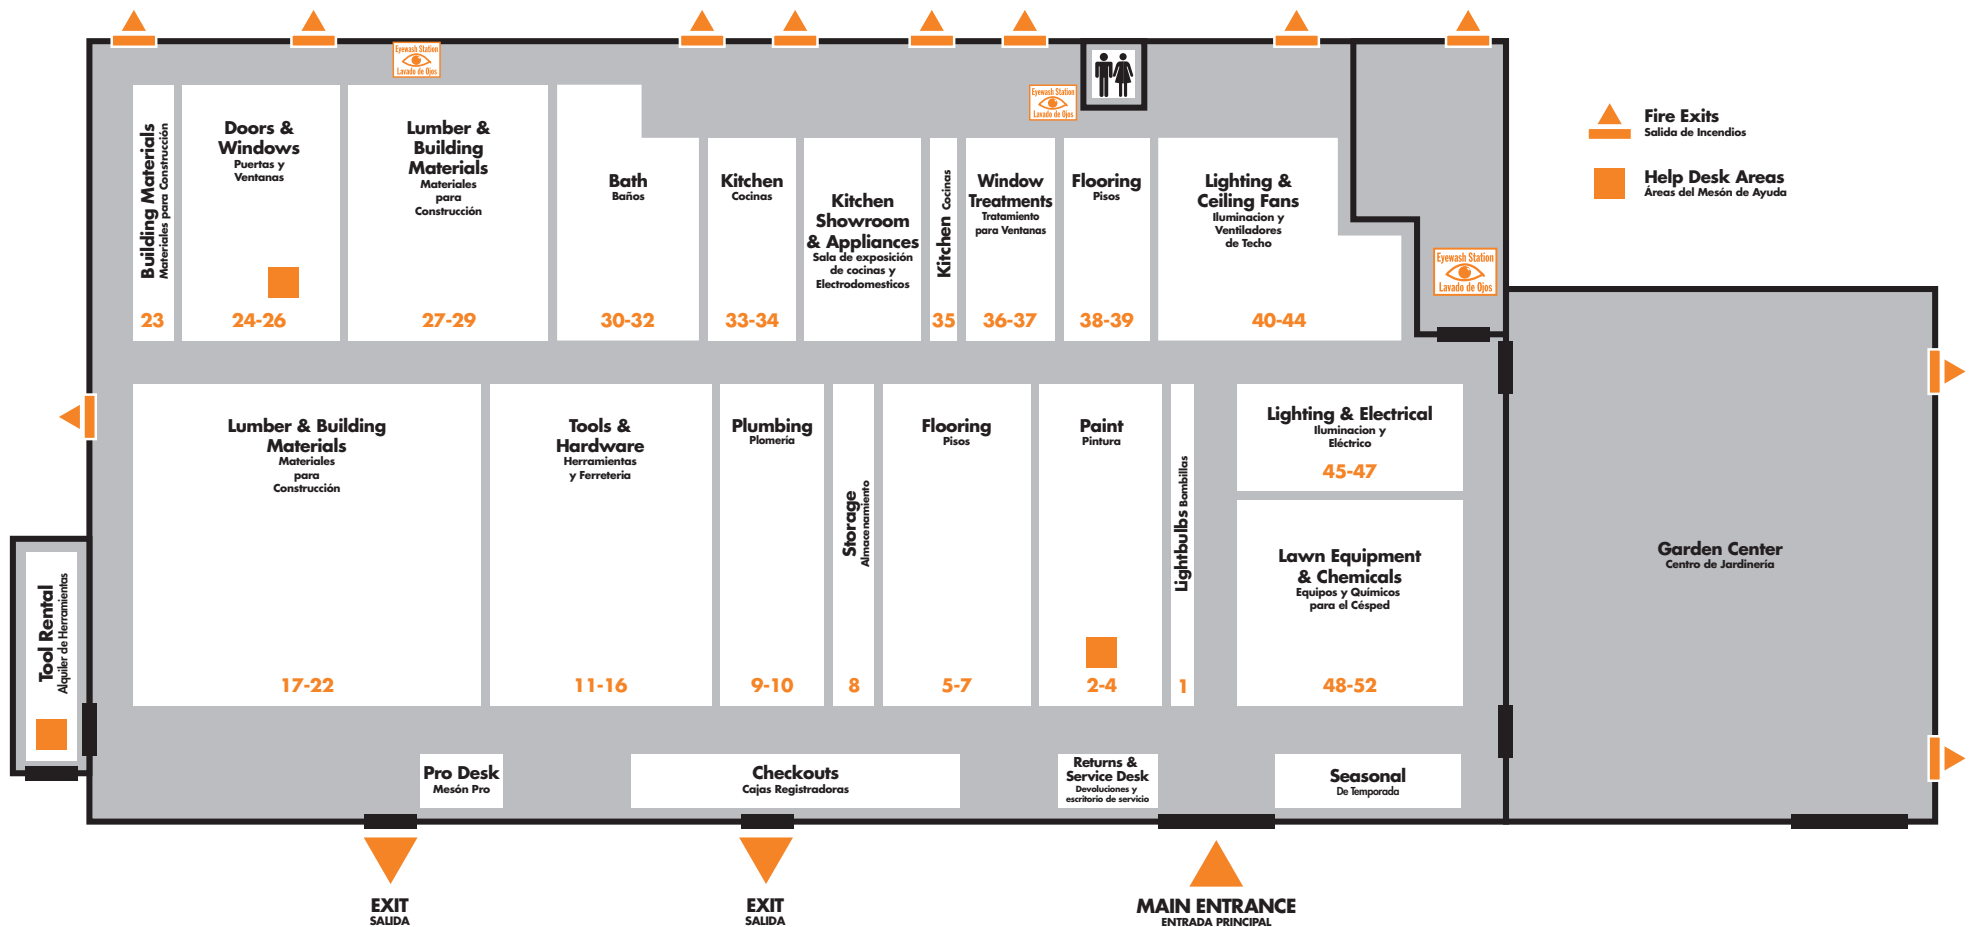 Eyewash Station
Lavado de Ojos
Eyewash Station
Lavado de Ojos
Fire Exits
Salida de Incendios
Help Desk Areas
Áreas del Mesón de Ayuda
Building Materials
Materiales para Construcción
23
Doors &
Windows
Puertas y
Ventanas
24-26
Lumber &
Building
Materials
Materiales
para
Construcción
27-29
Bath
Baños
30-32
Kitchen
Cocinas
33-34
Kitchen
Showroom
& Appliances
Sala de exposición
de cocinas y
Electrodomesticos
Kitchen Cocinas
35
Window
Treatments
Tratamiento
para Ventanas
36-37
Flooring
Pisos
38-39
Lighting &
Ceiling Fans
Iluminacion y
Ventiladores
de Techo
40-44
Eyewash Station
Lavado de Ojos
Lumber & Building
Materials
Materiales
para
Construcción
17-22
Tools &
Hardware
Herramientas
y Ferreteria
11-16
Plumbing
Plomería
9-10
Storage
Almacenamiento
8
Flooring
Pisos
5-7
Paint
Pintura
2-4
Lightbulbs Bombillas
1
Lighting & Electrical
Iluminacion y
Eléctrico
45-47
Lawn Equipment
& Chemicals
Equipos y Químicos
para el Césped
48-52
Garden Center
Centro de Jardinería
Tool Rental
Alquiler de Herramientas
Pro Desk
Mesón Pro
Checkouts
Cajas Registradoras
Returns &
Service Desk
Devoluciones y
escritorio de servicio
Seasonal
De Temporada
EXIT
SALIDA
EXIT
SALIDA
MAIN ENTRANCE
ENTRADA PRINCIPAL